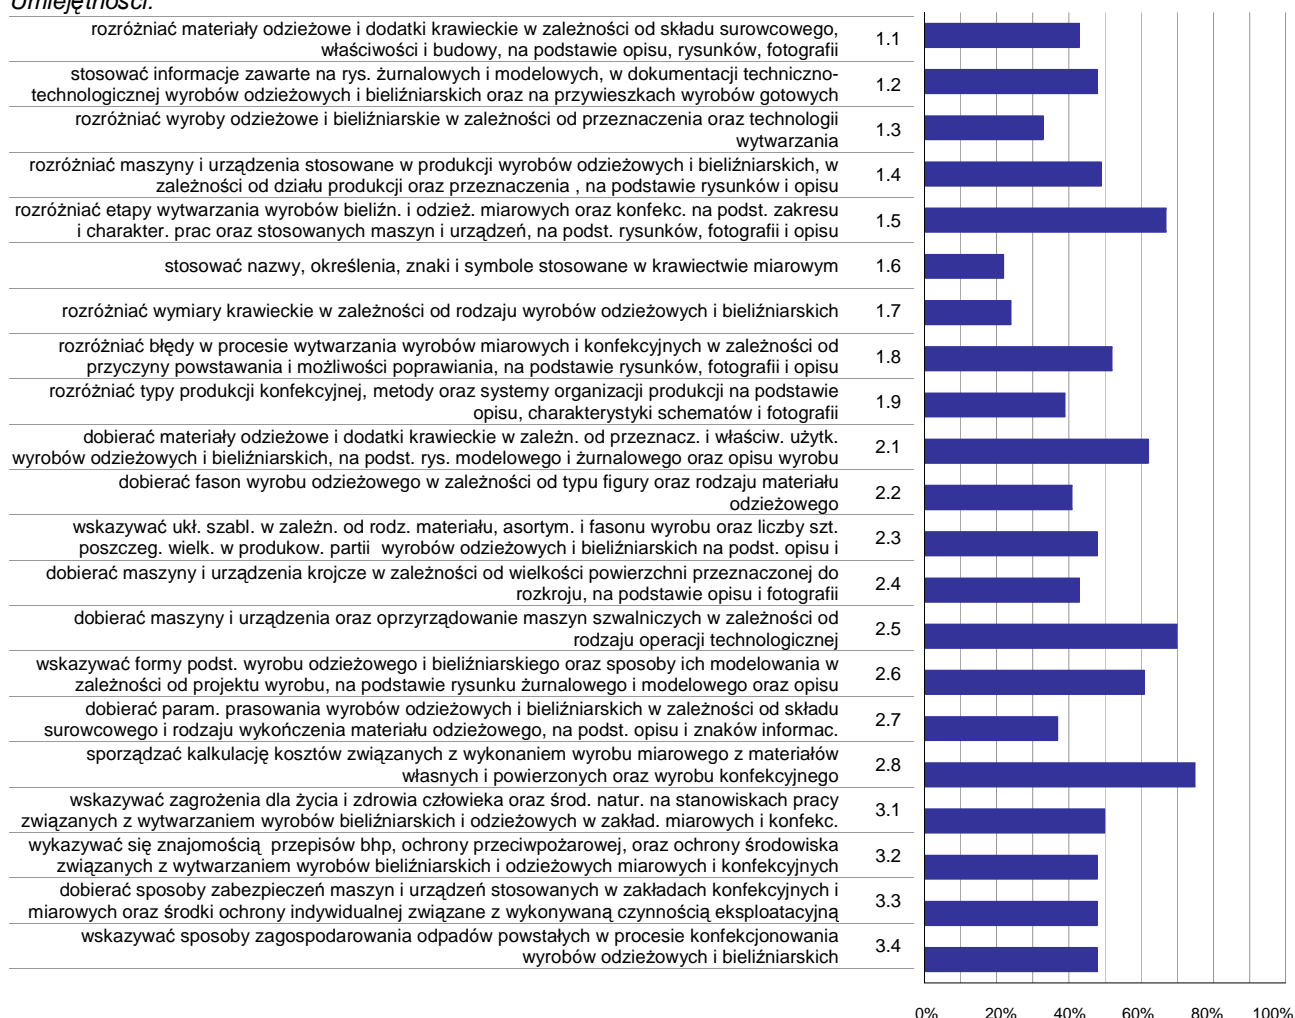 Umiejętności:
rozróżniać materiały odzieżowe i dodatki krawieckie w zależności od składu surowcowego,
właściwości i budowy, na podstawie opisu, rysunków, fotografii
1.1
stosować informacje zawarte na rys. żurnalowych i modelowych, w dokumentacji techniczno-
technologicznej wyrobów odzieżowych i bieliźniarskich oraz na przywieszkach wyrobów gotowych
1.2
rozróżniać wyroby odzieżowe i bieliźniarskie w zależności od przeznaczenia oraz technologii
wytwarzania
1.3
rozróżniać maszyny i urządzenia stosowane w produkcji wyrobów odzieżowych i bieliźniarskich, w
zależności od działu produkcji oraz przeznaczenia , na podstawie rysunków i opisu
1.4
rozróżniać etapy wytwarzania wyrobów bieliźn. i odzież. miarowych oraz konfekc. na podst. zakresu
i charakter. prac oraz stosowanych maszyn i urządzeń, na podst. rysunków, fotografii i opisu
1.5
stosować nazwy, określenia, znaki i symbole stosowane w krawiectwie miarowym
1.6
rozróżniać wymiary krawieckie w zależności od rodzaju wyrobów odzieżowych i bieliźniarskich
1.7
rozróżniać błędy w procesie wytwarzania wyrobów miarowych i konfekcyjnych w zależności od
przyczyny powstawania i możliwości poprawiania, na podstawie rysunków, fotografii i opisu
1.8
rozróżniać typy produkcji konfekcyjnej, metody oraz systemy organizacji produkcji na podstawie
opisu, charakterystyki schematów i fotografii
1.9
dobierać materiały odzieżowe i dodatki krawieckie w zależn. od przeznacz. i właściw. użytk.
wyrobów odzieżowych i bieliźniarskich, na podst. rys. modelowego i żurnalowego oraz opisu wyrobu
2.1
dobierać fason wyrobu odzieżowego w zależności od typu figury oraz rodzaju materiału
odzieżowego
2.2
wskazywać ukł. szabl. w zależn. od rodz. materiału, asortym. i fasonu wyrobu oraz liczby szt.
poszczeg. wielk. w produkow. partii  wyrobów odzieżowych i bieliźniarskich na podst. opisu i
2.3
dobierać maszyny i urządzenia krojcze w zależności od wielkości powierzchni przeznaczonej do
rozkroju, na podstawie opisu i fotografii
2.4
dobierać maszyny i urządzenia oraz oprzyrządowanie maszyn szwalniczych w zależności od
rodzaju operacji technologicznej
2.5
wskazywać formy podst. wyrobu odzieżowego i bieliźniarskiego oraz sposoby ich modelowania w
zależności od projektu wyrobu, na podstawie rysunku żurnalowego i modelowego oraz opisu
2.6
dobierać param. prasowania wyrobów odzieżowych i bieliźniarskich w zależności od składu
surowcowego i rodzaju wykończenia materiału odzieżowego, na podst. opisu i znaków informac.
2.7
sporządzać kalkulację kosztów związanych z wykonaniem wyrobu miarowego z materiałów
własnych i powierzonych oraz wyrobu konfekcyjnego
2.8
wskazywać zagrożenia dla życia i zdrowia człowieka oraz środ. natur. na stanowiskach pracy
związanych z wytwarzaniem wyrobów bieliźniarskich i odzieżowych w zakład. miarowych i konfekc.
3.1
wykazywać się znajomością  przepisów bhp, ochrony przeciwpożarowej, oraz ochrony środowiska
związanych z wytwarzaniem wyrobów bieliźniarskich i odzieżowych miarowych i konfekcyjnych
3.2
dobierać sposoby zabezpieczeń maszyn i urządzeń stosowanych w zakładach konfekcyjnych i
miarowych oraz środki ochrony indywidualnej związane z wykonywaną czynnością eksploatacyjną
3.3
wskazywać sposoby zagospodarowania odpadów powstałych w procesie konfekcjonowania
wyrobów odzieżowych i bieliźniarskich
3.4
0% 20% 40% 60% 80% 100%